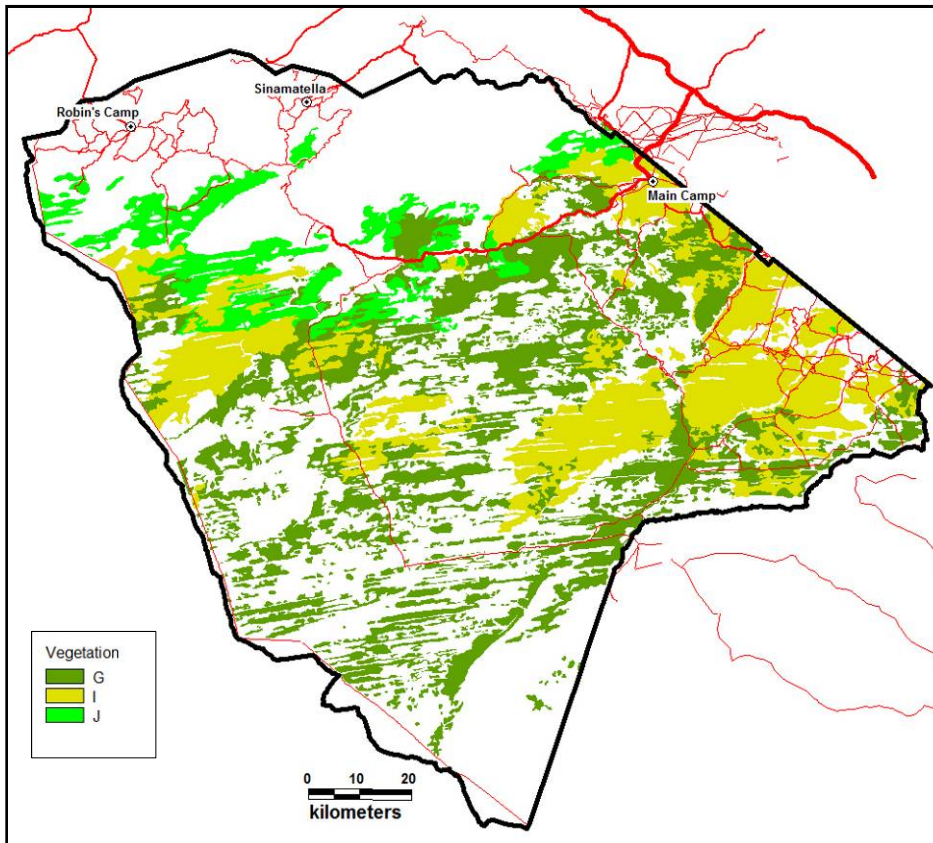 Sinamatella
Robin's Camp
Main Camp
Vegetation
G
I
J
0 10 20
kilometers